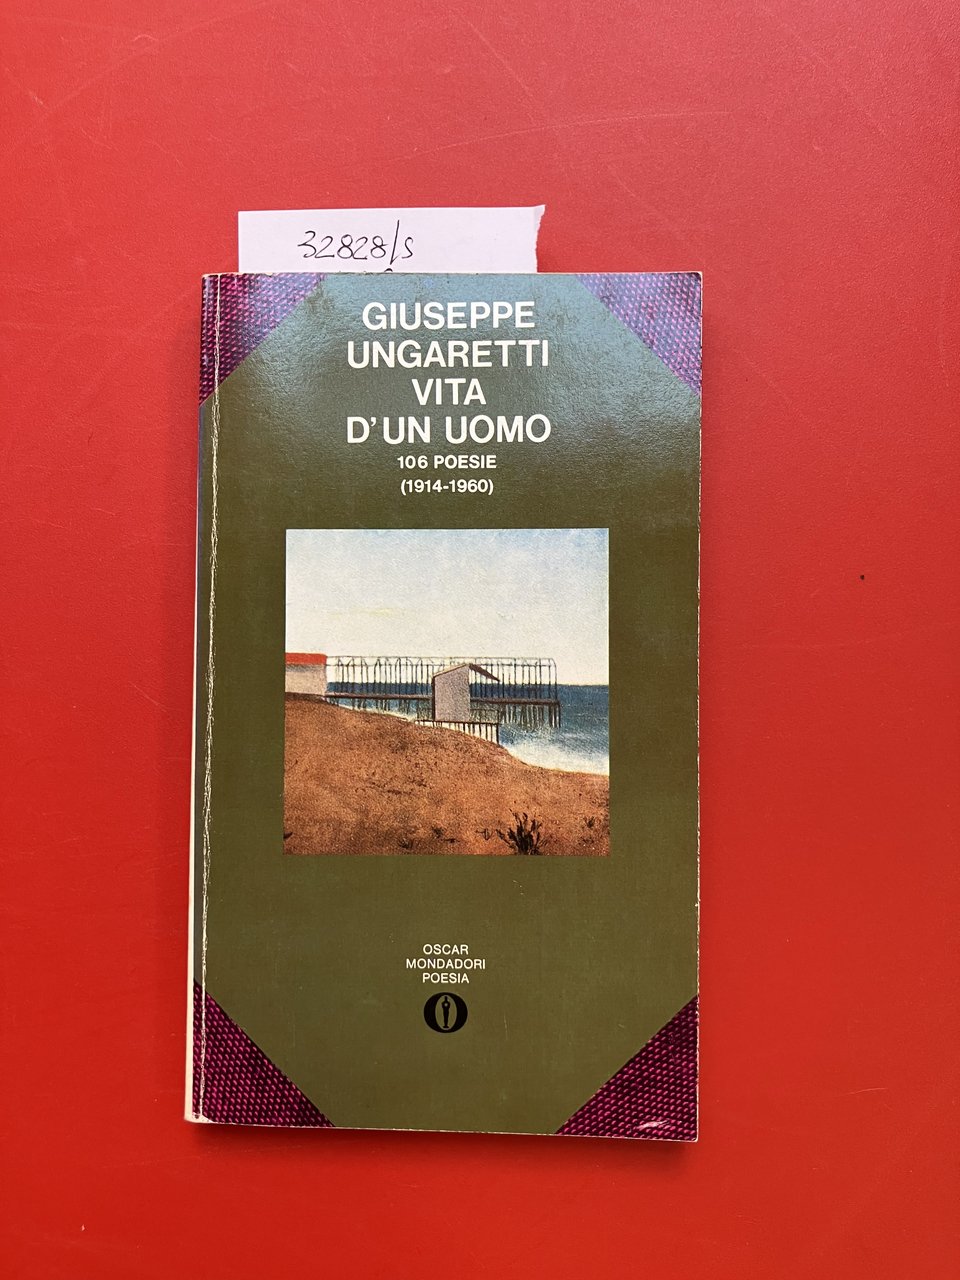 32828/s
GIUSEPPE
UNGARETTI
VITA
D'UN UOMO
106 POESIE
(1914-1960)
OSCAR
MONDADORI
POESIA